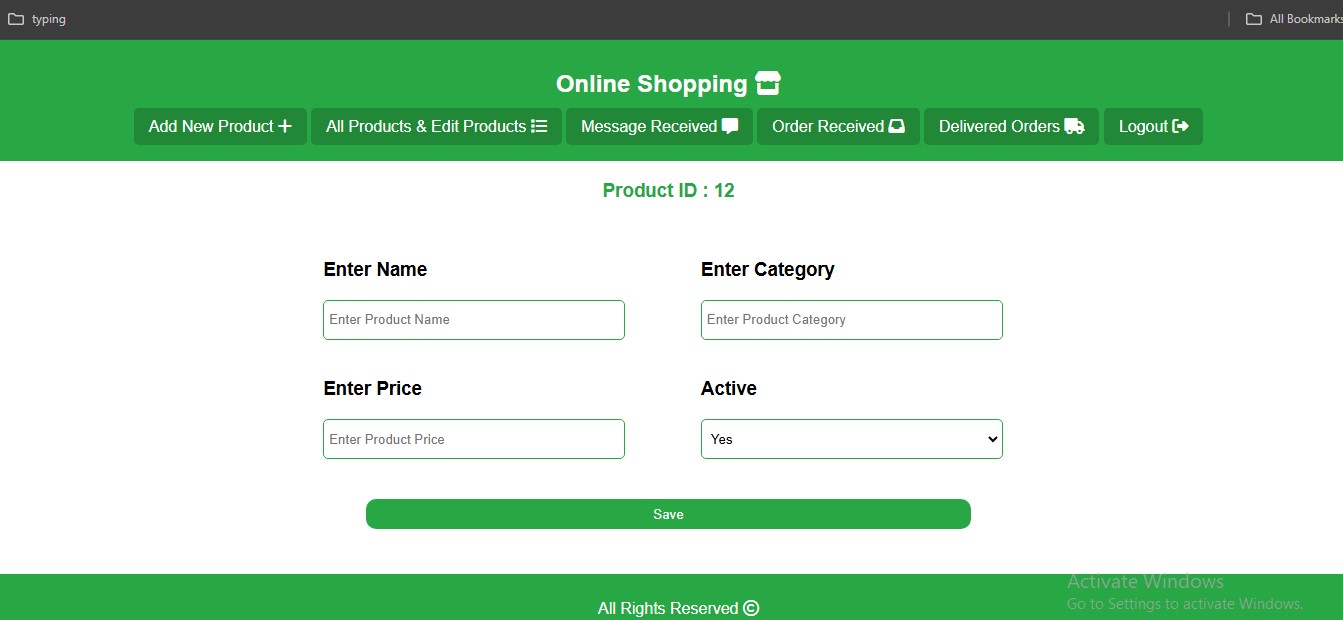 typing
All Bookmarks
Online Shopping
Add New Product
All Products & Edit Products
Message Received
Order Received
Delivered Orders
Logout
Product ID : 12
Enter Name
Enter Category
Enter Product Name
Enter Product Category
Enter Price
Active
Enter Product Price
Yes
Save
Activate Windows
Go to Settings to activate Windows.
All Rights Reserved ©